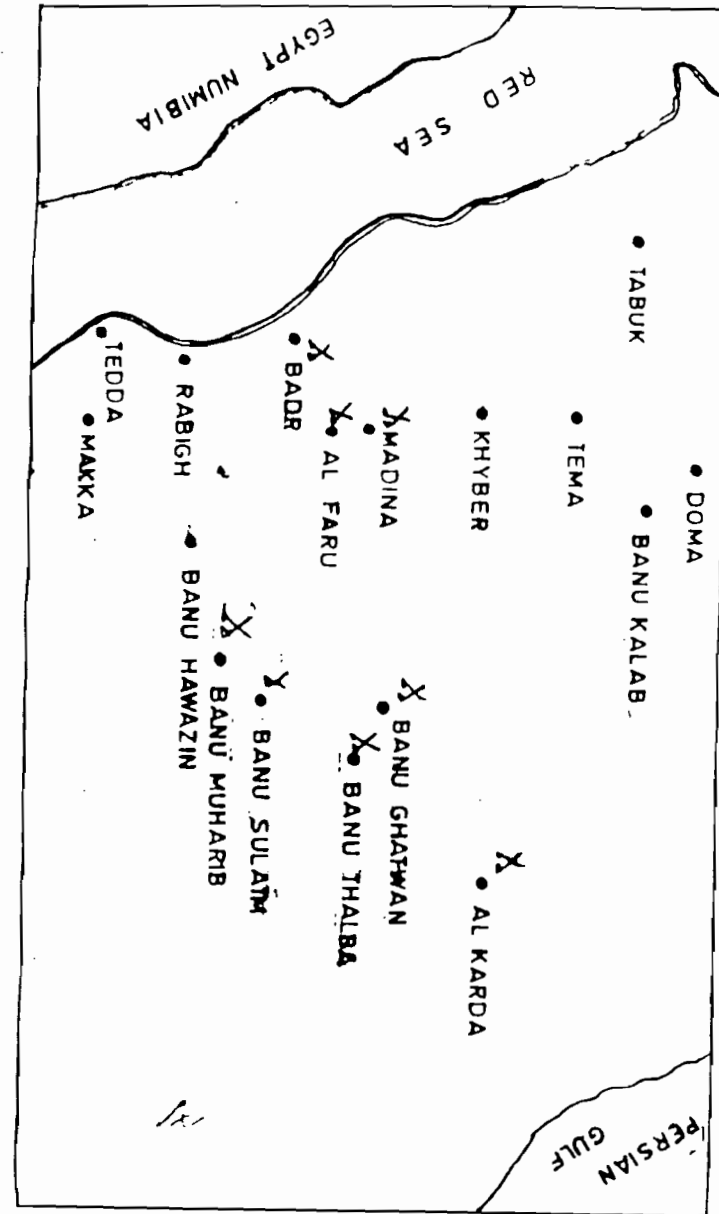 DOMA
PERSIAN
GULF
BANU KALAB
TABUK
TEMA
RED SEA
KHYBER
AL KARDA
BANU GHATWAN
MADINA
BANU THALBA
AL FARU
EGYPT NUMIBIA
BADR
BANU SULAIM
BANU MUHARIB
BANU HAWAZIN
RABIGH
TEDDA
MAKKA